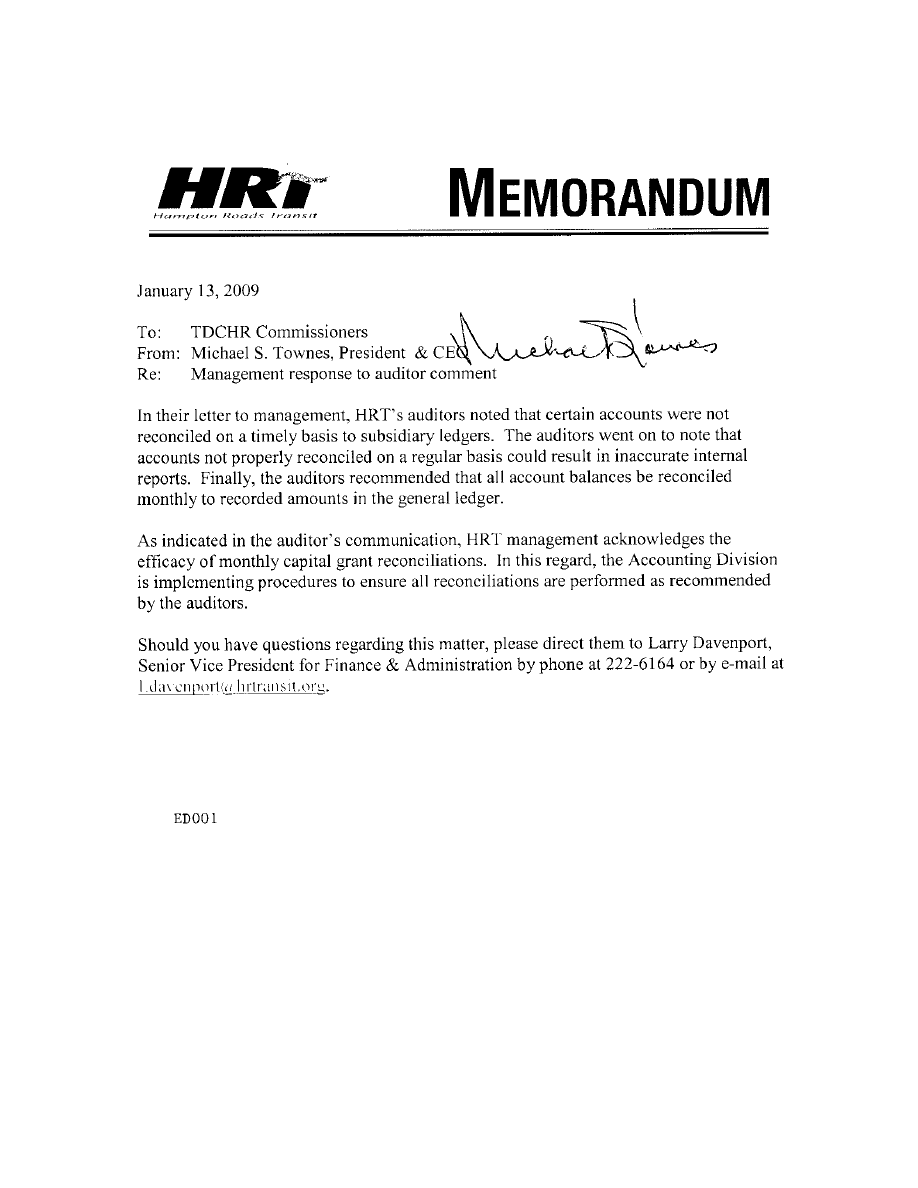 HRT MEMORANDUM
Hampton Roads Transit
January 13, 2009
To: TDCHR Commissioners
From: Michael S. Townes, President & CEO
Re: Management response to auditor comment
Michael S. Townes
In their letter to management, HRT's auditors noted that certain accounts were not
reconciled on a timely basis to subsidiary ledgers. The auditors went on to note that
accounts not properly reconciled on a regular basis could result in inaccurate internal
reports. Finally, the auditors recommended that all account balances be reconciled
monthly to recorded amounts in the general ledger.
As indicated in the auditor's communication, HRT management acknowledges the
efficacy of monthly capital grant reconciliations. In this regard, the Accounting Division
is implementing procedures to ensure all reconciliations are performed as recommended
by the auditors.
Should you have questions regarding this matter, please direct them to Larry Davenport,
Senior Vice President for Finance & Administration by phone at 222-6164 or by e-mail at
Ldavenport@hrtransit.org.
ED001